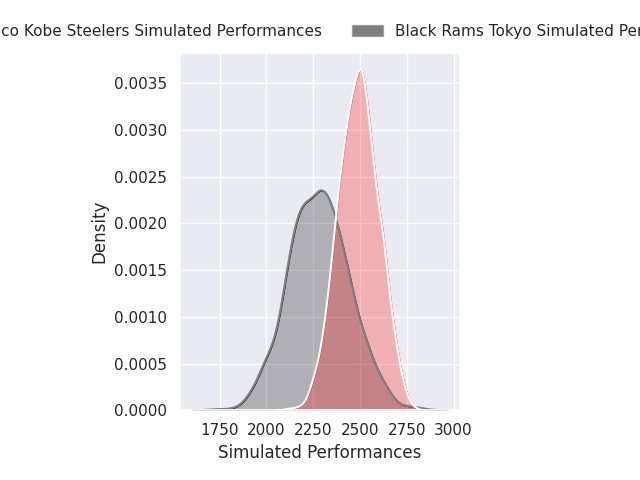 co Kobe Steelers Simulated Performances Black Rams Tokyo Simulated Per
0.0035
0.0030
0.0025
0.0020
0.0015
0.0010
0.0005
0.0000
Density
1750 2000 2250 2500 2750 3000
Simulated Performances